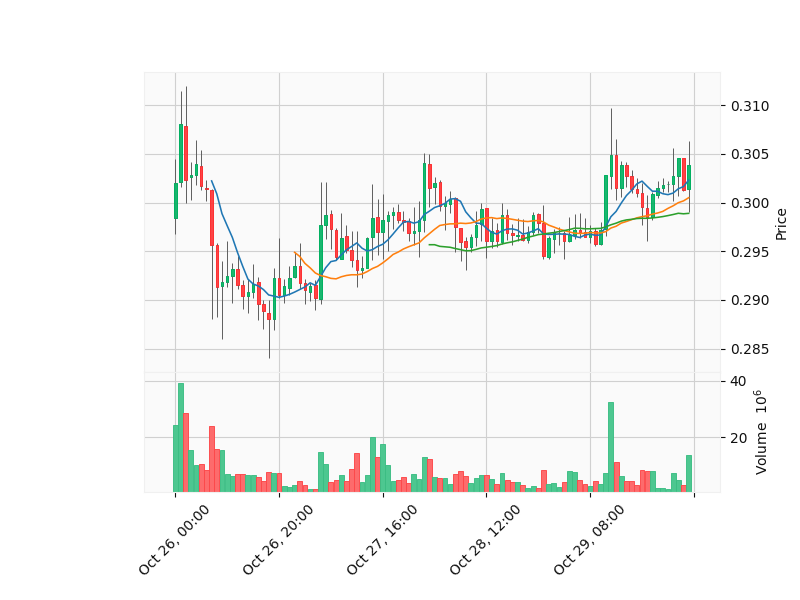 0.310
0.305
0.300
0.295
0.290
0.285
Price
40
20
Volume 10^6
Oct 26, 00:00
Oct 26, 20:00
Oct 27, 16:00
Oct 28, 12:00
Oct 29, 08:00